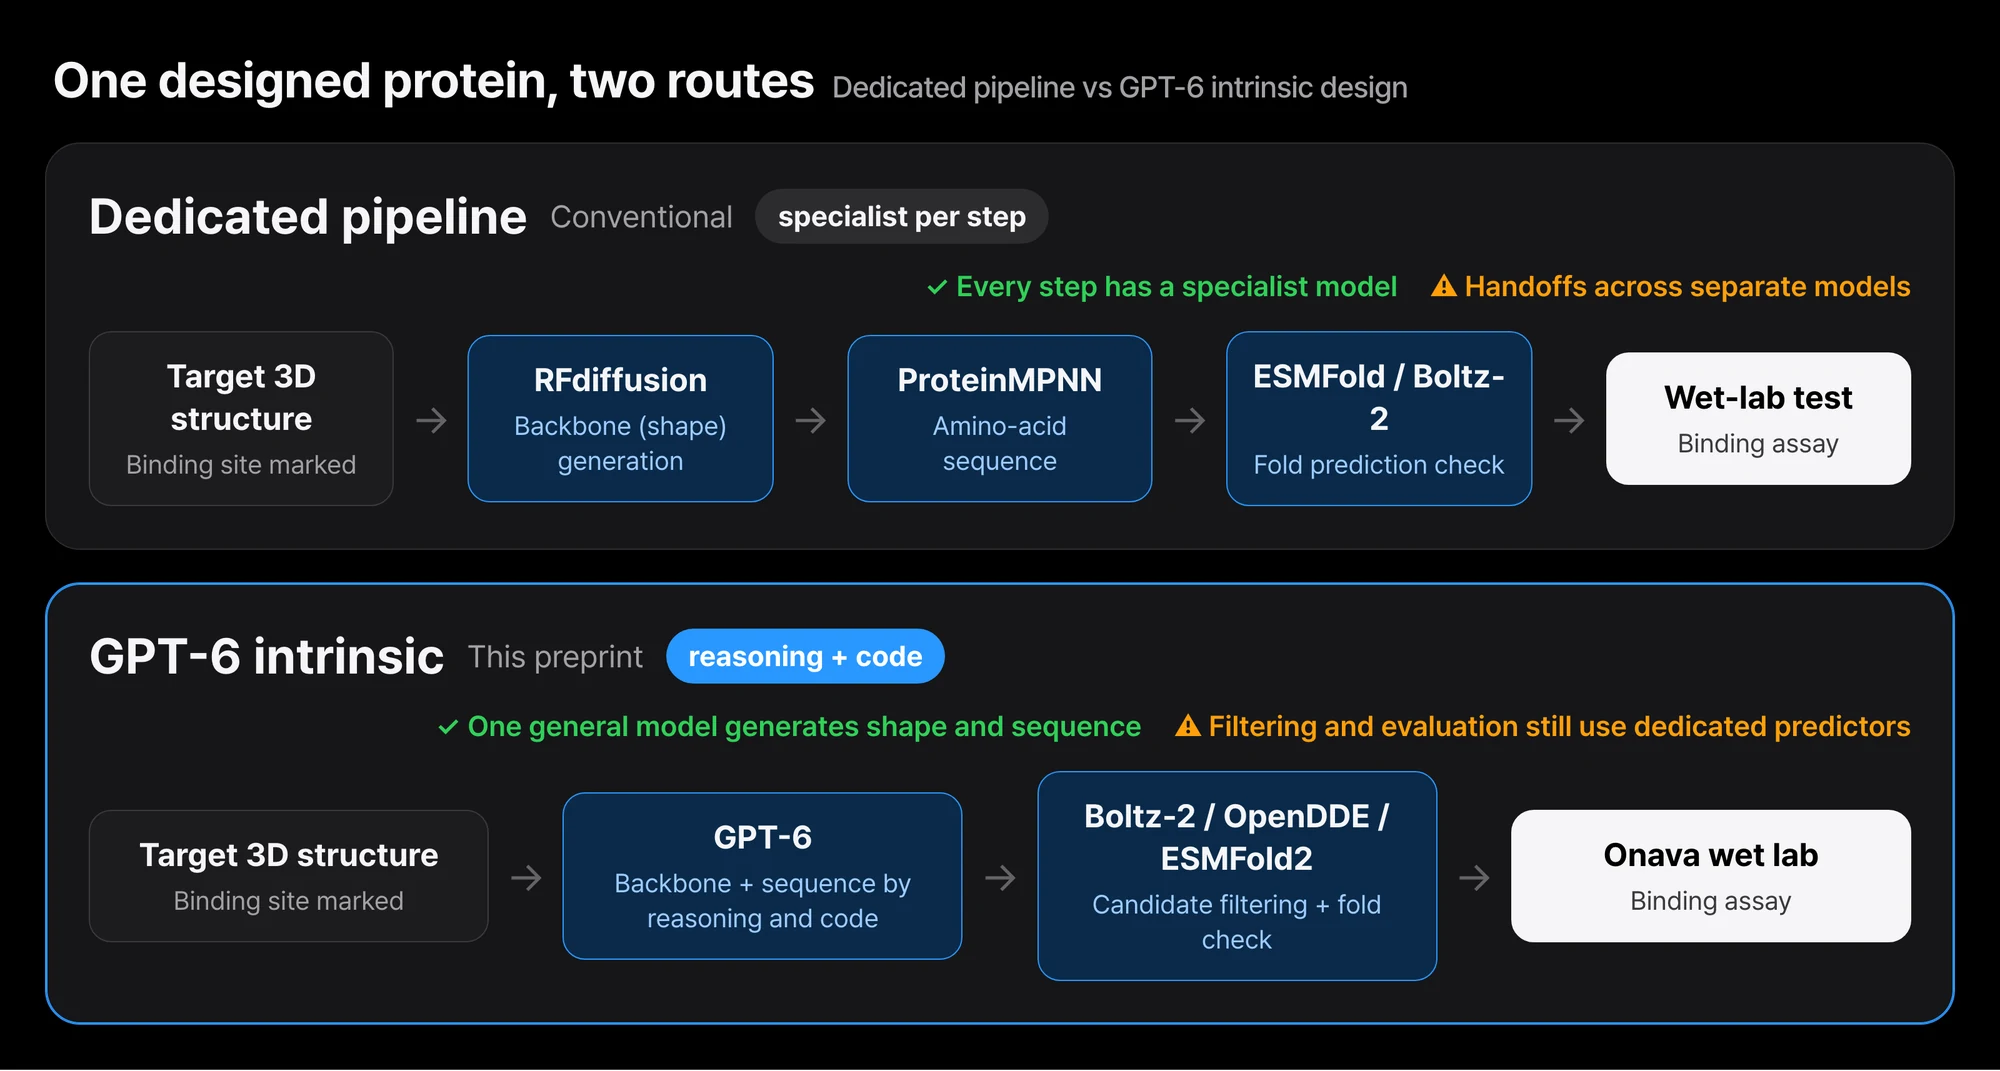 One designed protein, two routes Dedicated pipeline vs GPT-6 intrinsic design
Dedicated pipeline Conventional specialist per step
✓ Every step has a specialist model ⚠ Handoffs across separate models
Target 3D
structure
Binding site marked
→
RFdiffusion
Backbone (shape)
generation
→
ProteinMPNN
Amino-acid
sequence
→
ESMFold / Boltz-
2
Fold prediction check
→
Wet-lab test
Binding assay
GPT-6 intrinsic This preprint reasoning + code
✓ One general model generates shape and sequence ⚠ Filtering and evaluation still use dedicated predictors
Target 3D structure
Binding site marked
→
GPT-6
Backbone + sequence by
reasoning and code
→
Boltz-2 / OpenDDE /
ESMFold2
Candidate filtering + fold
check
→
Onava wet lab
Binding assay